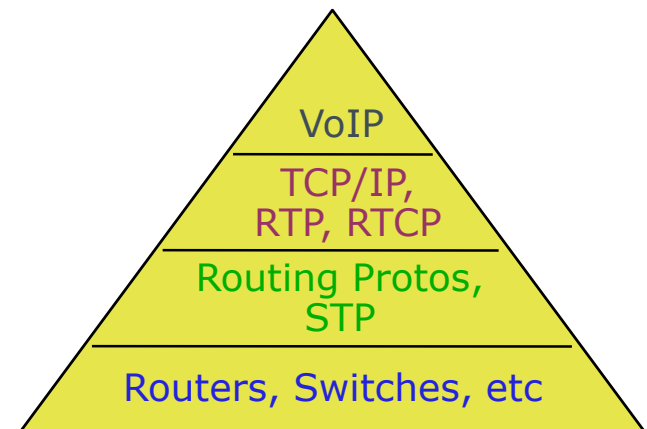 VoIP
TCP/IP,
RTP, RTCP
Routing Protos,
STP
Routers, Switches, etc